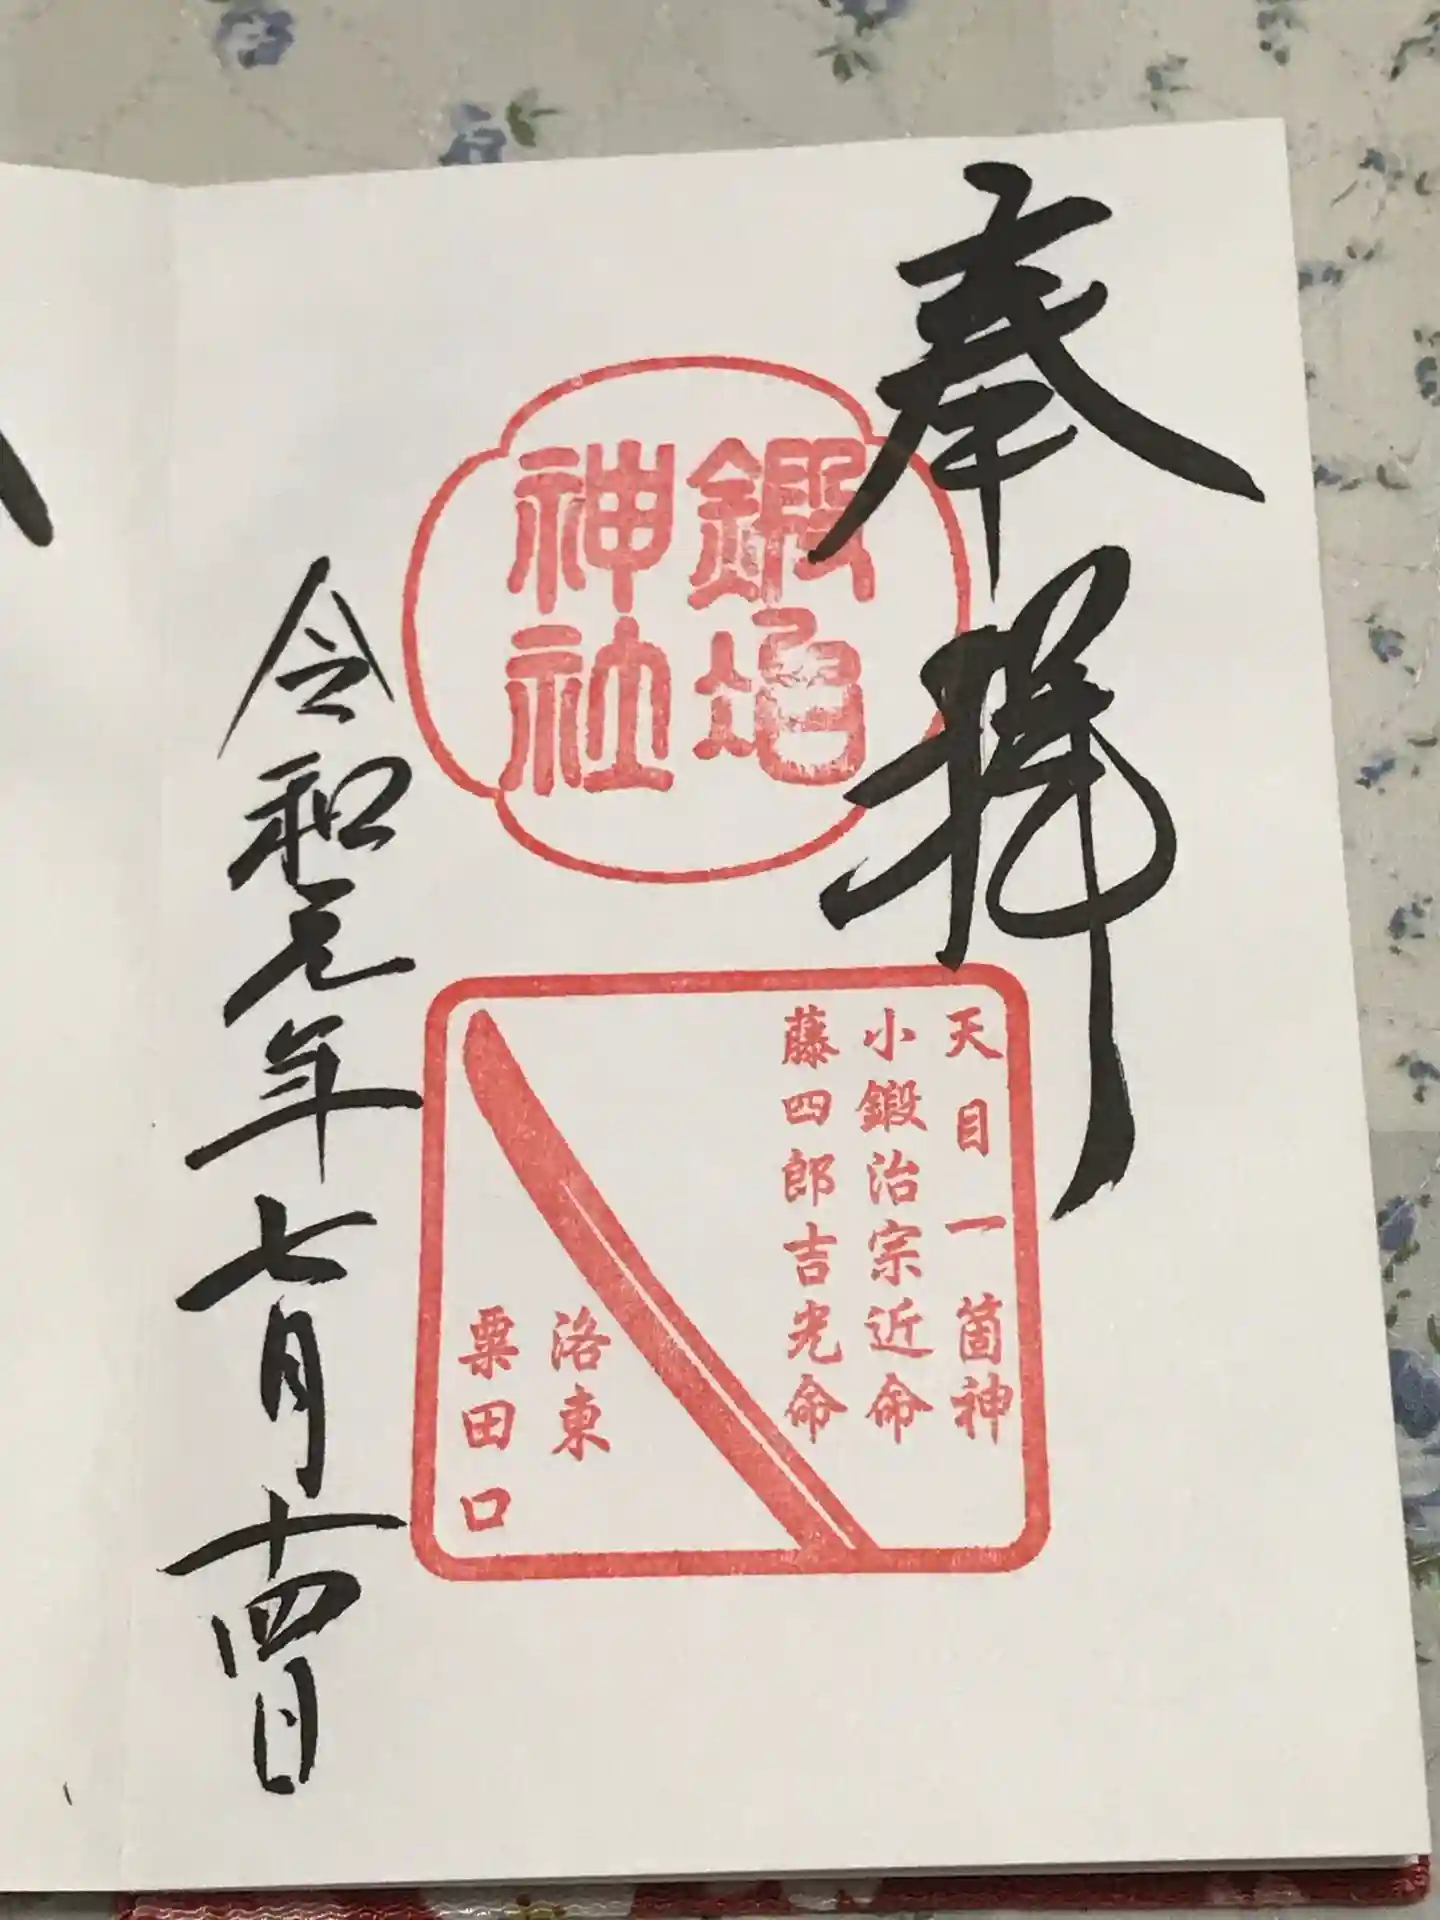 奉拝
鍛冶
神社
天目一箇神
小鍛治宗近命
藤四郎吉光命
洛東
粟田口
令和元年七月十四日